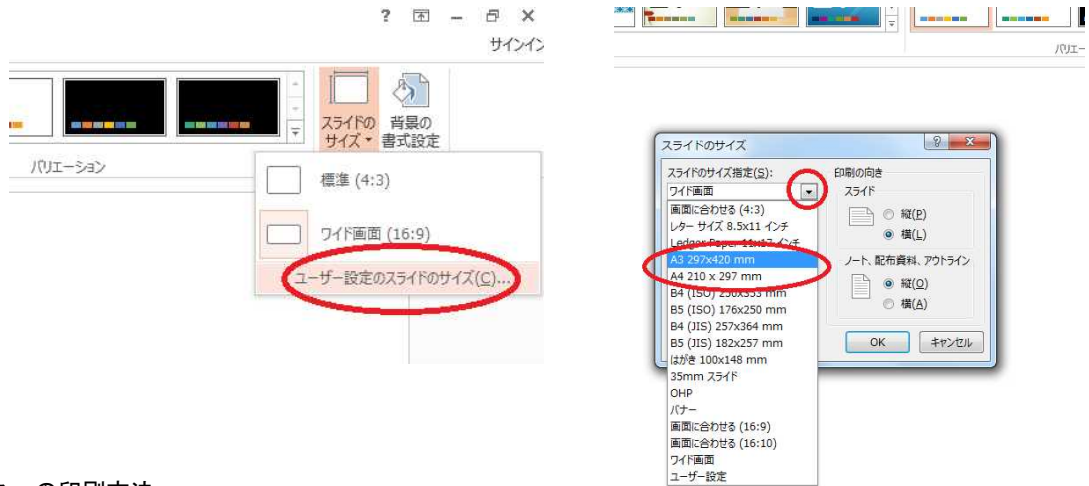 サインイン
スライドの
サイズ
背景の
書式設定
バリエーション
標準 (4:3)
ワイド画面 (16:9)
ユーザー設定のスライドのサイズ(C)...
スライドのサイズ
スライドのサイズ指定(S):
ワイド画面
画面に合わせる (4:3)
レター サイズ 8.5x11 インチ
Ledger Paper 11x17 インチ
A3 297x420 mm
A4 210 x 297 mm
B4 (ISO) 250x353 mm
B5 (ISO) 176x250 mm
B4 (JIS) 257x364 mm
B5 (JIS) 182x257 mm
はがき 100x148 mm
35mm スライド
OHP
バナー
画面に合わせる (16:9)
画面に合わせる (16:10)
ワイド画面
ユーザー設定
印刷の向き
スライド
縦(P)
横(L)
ノート、配布資料、アウトライン
縦(O)
横(A)
OK
キャンセル
の印刷方法